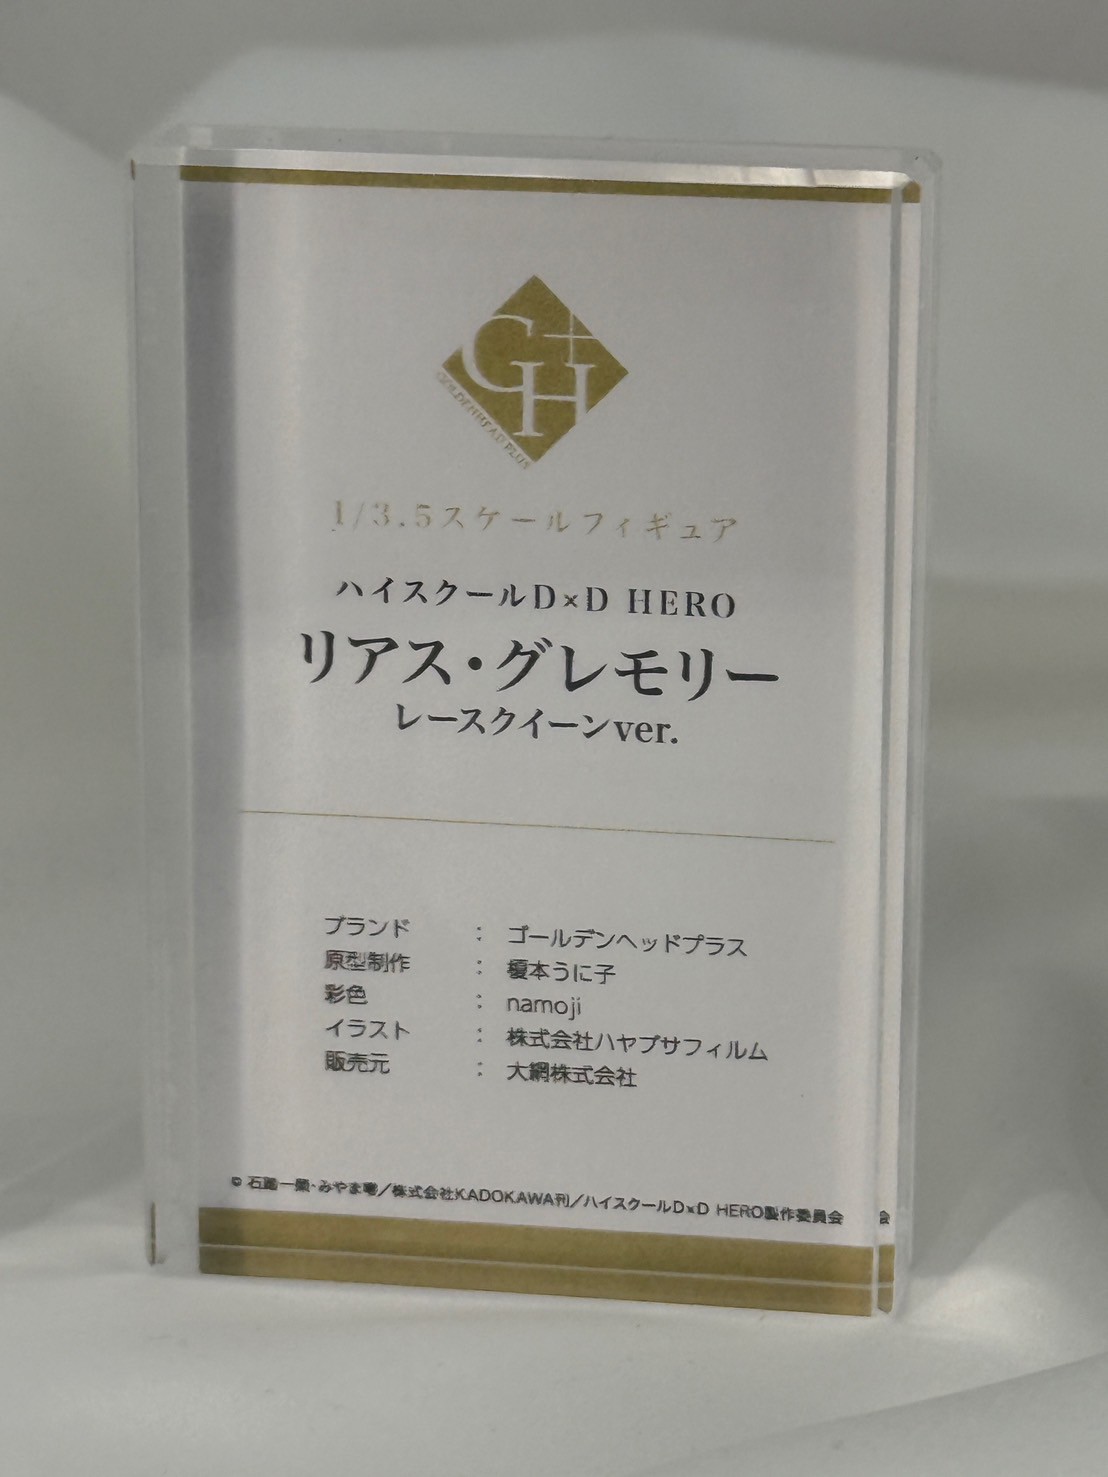 G+H
GOLDENHEAD PLUS
1/3.5スケールフィギュア
ハイスクールD×D HERO
リアス・グレモリー
レースクイーンver.
ブランド : ゴールデンヘッドプラス
原型制作 : 榎本うに子
彩色 : namoji
イラスト : 株式会社ハヤブサフィルム
販売元 : 大網株式会社
© 石踏一榮・みやま零／株式会社KADOKAWA刊／ハイスクールD×D HERO製作委員会